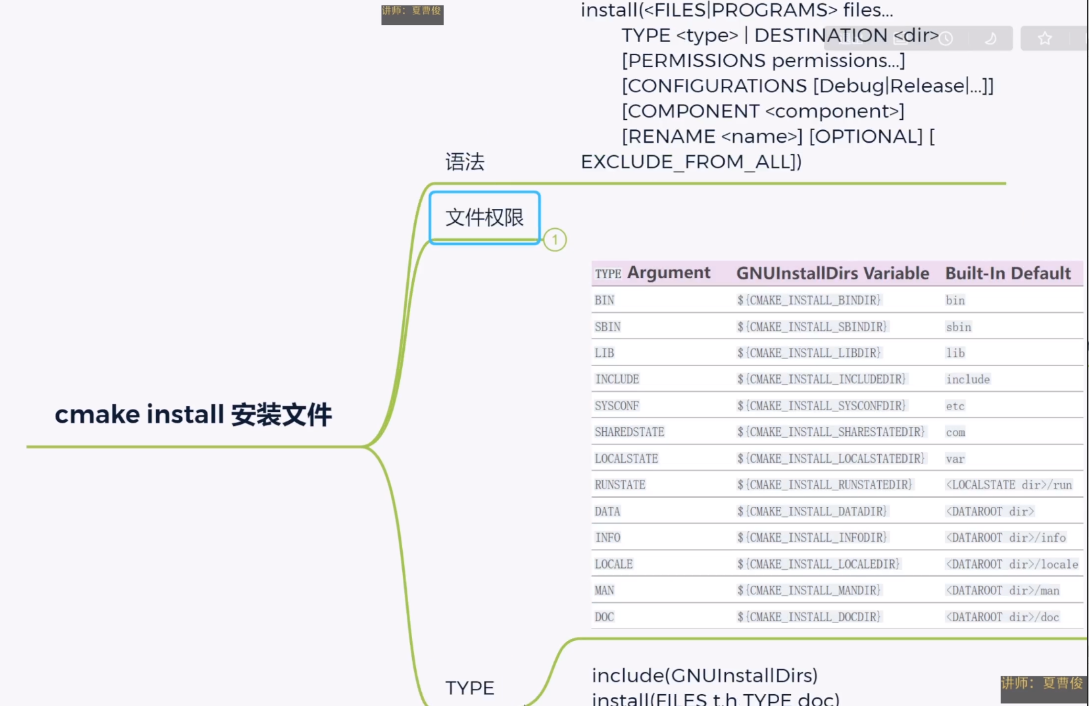 讲师：夏曹俊
install(<FILES|PROGRAMS> files...
TYPE <type> | DESTINATION <dir>
[PERMISSIONS permissions...]
[CONFIGURATIONS [Debug|Release|...]]
[COMPONENT <component>]
[RENAME <name>] [OPTIONAL] [
EXCLUDE_FROM_ALL])
语法
文件权限
1
TYPE Argument GNUInstallDirs Variable Built-In Default
BIN ${CMAKE_INSTALL_BINDIR} bin
SBIN ${CMAKE_INSTALL_SBINDIR} sbin
LIB ${CMAKE_INSTALL_LIBDIR} lib
INCLUDE ${CMAKE_INSTALL_INCLUDEDIR} include
SYSCONF ${CMAKE_INSTALL_SYSCONFDIR} etc
SHAREDSTATE ${CMAKE_INSTALL_SHARESTATEDIR} com
LOCALSTATE ${CMAKE_INSTALL_LOCALSTATEDIR} var
RUNSTATE ${CMAKE_INSTALL_RUNSTATEDIR} <LOCALSTATE dir>/run
DATA ${CMAKE_INSTALL_DATADIR} <DATAROOT dir>
INFO ${CMAKE_INSTALL_INFODIR} <DATAROOT dir>/info
LOCALE ${CMAKE_INSTALL_LOCALEDIR} <DATAROOT dir>/locale
MAN ${CMAKE_INSTALL_MANDIR} <DATAROOT dir>/man
DOC ${CMAKE_INSTALL_DOCDIR} <DATAROOT dir>/doc
cmake install 安装文件
TYPE
include(GNUInstallDirs)
install(FILES t.h TYPE doc)
讲师：夏曹俊